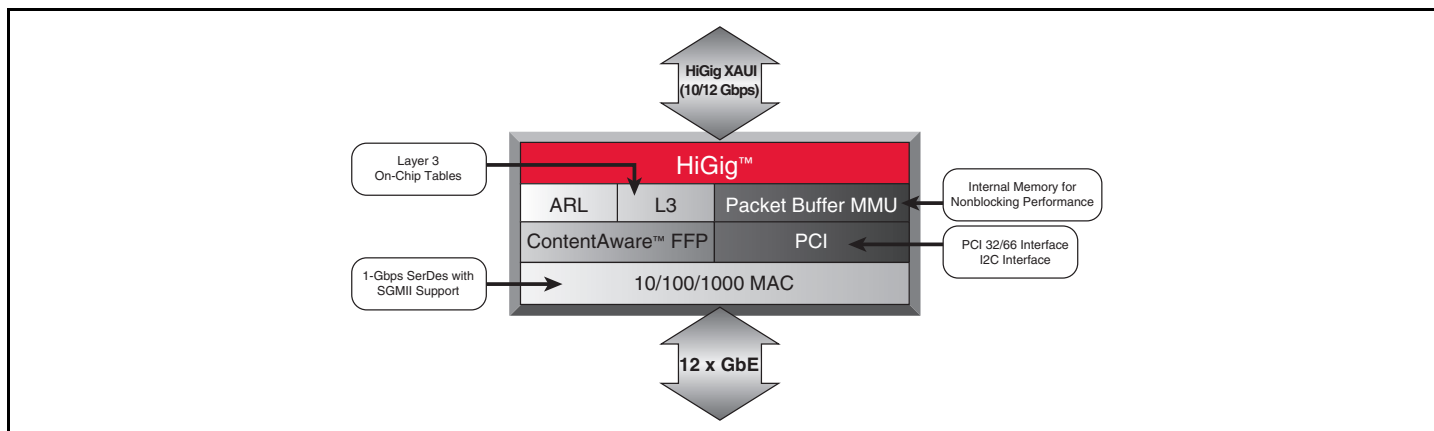 HiGig XAUI
(10/12 Gbps)
HiGig™
Layer 3
On-Chip Tables
ARL
L3
Packet Buffer MMU
Internal Memory for
Nonblocking Performance
ContentAware™ FFP
PCI
PCI 32/66 Interface
I2C Interface
1-Gbps SerDes with
SGMII Support
10/100/1000 MAC
12 x GbE